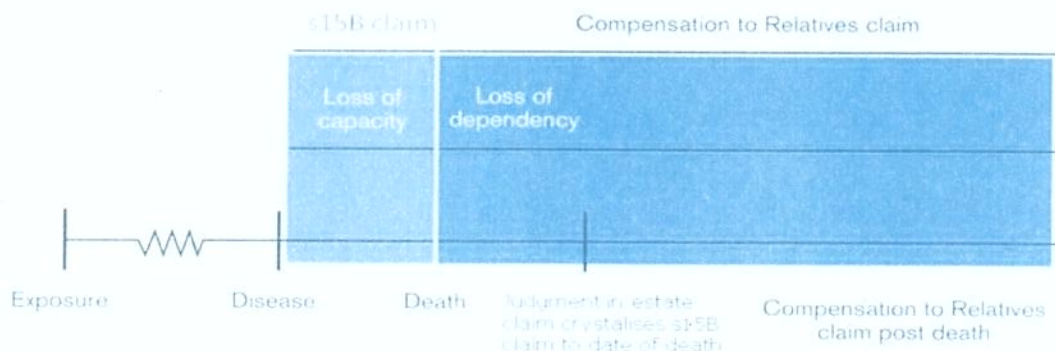 s15B claim
Compensation to Relatives claim
Loss of
capacity
Loss of
dependency
Exposure
Disease
Death
Judgment in estate
claim crystalises s15B
claim to date of death
Compensation to Relatives
claim post death